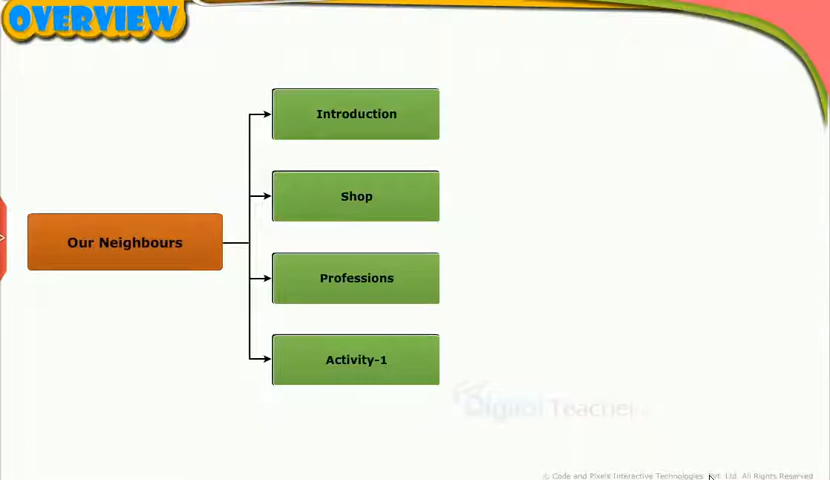 OVERVIEW
Introduction
Shop
Our Neighbours
Professions
Activity-1
Digital Teacher
© Code and Pixels Interactive Technologies Pvt. Ltd. All Rights Reserved